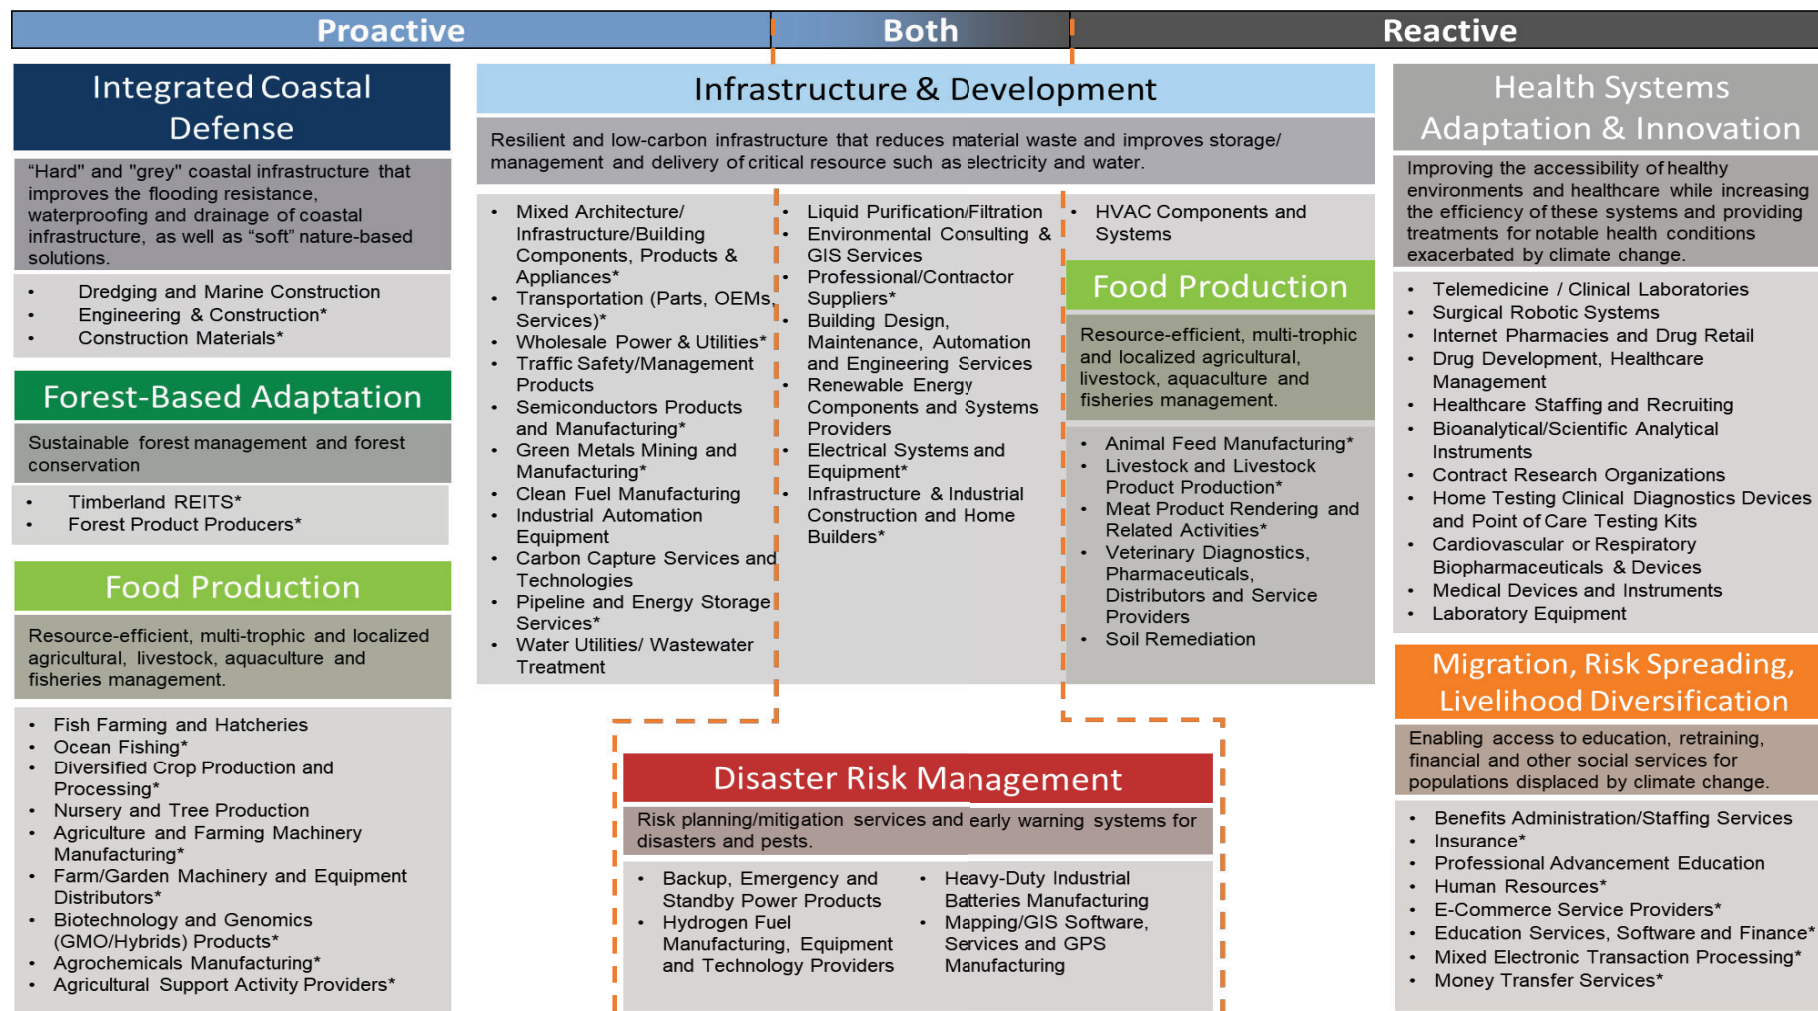 Proactive
Both
Reactive
Integrated Coastal
Defense
“Hard" and "grey" coastal infrastructure that
improves the flooding resistance,
waterproofing and drainage of coastal
infrastructure, as well as “soft” nature-based
solutions.
• Dredging and Marine Construction
• Engineering & Construction*
• Construction Materials*
Forest-Based Adaptation
Sustainable forest management and forest
conservation
• Timberland REITS*
• Forest Product Producers*
Food Production
Resource-efficient, multi-trophic and localized
agricultural, livestock, aquaculture and
fisheries management.
• Fish Farming and Hatcheries
• Ocean Fishing*
• Diversified Crop Production and
Processing*
• Nursery and Tree Production
• Agriculture and Farming Machinery
Manufacturing*
• Farm/Garden Machinery and Equipment
Distributors*
• Biotechnology and Genomics
(GMO/Hybrids) Products*
• Agrochemicals Manufacturing*
• Agricultural Support Activity Providers*
Infrastructure & Development
Resilient and low-carbon infrastructure that reduces material waste and improves storage/
management and delivery of critical resource such as electricity and water.
• Mixed Architecture/
Infrastructure/Building
Components, Products &
Appliances*
• Transportation (Parts, OEMs,
Services)*
• Wholesale Power & Utilities*
• Traffic Safety/Management
Products
• Semiconductors Products
and Manufacturing*
• Green Metals Mining and
Manufacturing*
• Clean Fuel Manufacturing
• Industrial Automation
Equipment
• Carbon Capture Services and
Technologies
• Pipeline and Energy Storage
Services*
• Water Utilities/ Wastewater
Treatment
• Liquid Purification/Filtration
• Environmental Consulting &
GIS Services
• Professional/Contractor
Suppliers*
• Building Design,
Maintenance, Automation
and Engineering Services
• Renewable Energy
Components and Systems
Providers
• Electrical Systems and
Equipment*
• Infrastructure & Industrial
Construction and Home
Builders*
• HVAC Components and
Systems
Food Production
Resource-efficient, multi-trophic
and localized agricultural,
livestock, aquaculture and
fisheries management.
• Animal Feed Manufacturing*
• Livestock and Livestock
Product Production*
• Meat Product Rendering and
Related Activities*
• Veterinary Diagnostics,
Pharmaceuticals,
Distributors and Service
Providers
• Soil Remediation
Disaster Risk Management
Risk planning/mitigation services and early warning systems for
disasters and pests.
• Backup, Emergency and
Standby Power Products
• Hydrogen Fuel
Manufacturing, Equipment
and Technology Providers
• Heavy-Duty Industrial
Batteries Manufacturing
• Mapping/GIS Software,
Services and GPS
Manufacturing
Health Systems
Adaptation & Innovation
Improving the accessibility of healthy
environments and healthcare while increasing
the efficiency of these systems and providing
treatments for notable health conditions
exacerbated by climate change.
• Telemedicine / Clinical Laboratories
• Surgical Robotic Systems
• Internet Pharmacies and Drug Retail
• Drug Development, Healthcare
Management
• Healthcare Staffing and Recruiting
• Bioanalytical/Scientific Analytical
Instruments
• Contract Research Organizations
• Home Testing Clinical Diagnostics Devices
and Point of Care Testing Kits
• Cardiovascular or Respiratory
Biopharmaceuticals & Devices
• Medical Devices and Instruments
• Laboratory Equipment
Migration, Risk Spreading,
Livelihood Diversification
Enabling access to education, retraining,
financial and other social services for
populations displaced by climate change.
• Benefits Administration/Staffing Services
• Insurance*
• Professional Advancement Education
• Human Resources*
• E-Commerce Service Providers*
• Education Services, Software and Finance*
• Mixed Electronic Transaction Processing*
• Money Transfer Services*